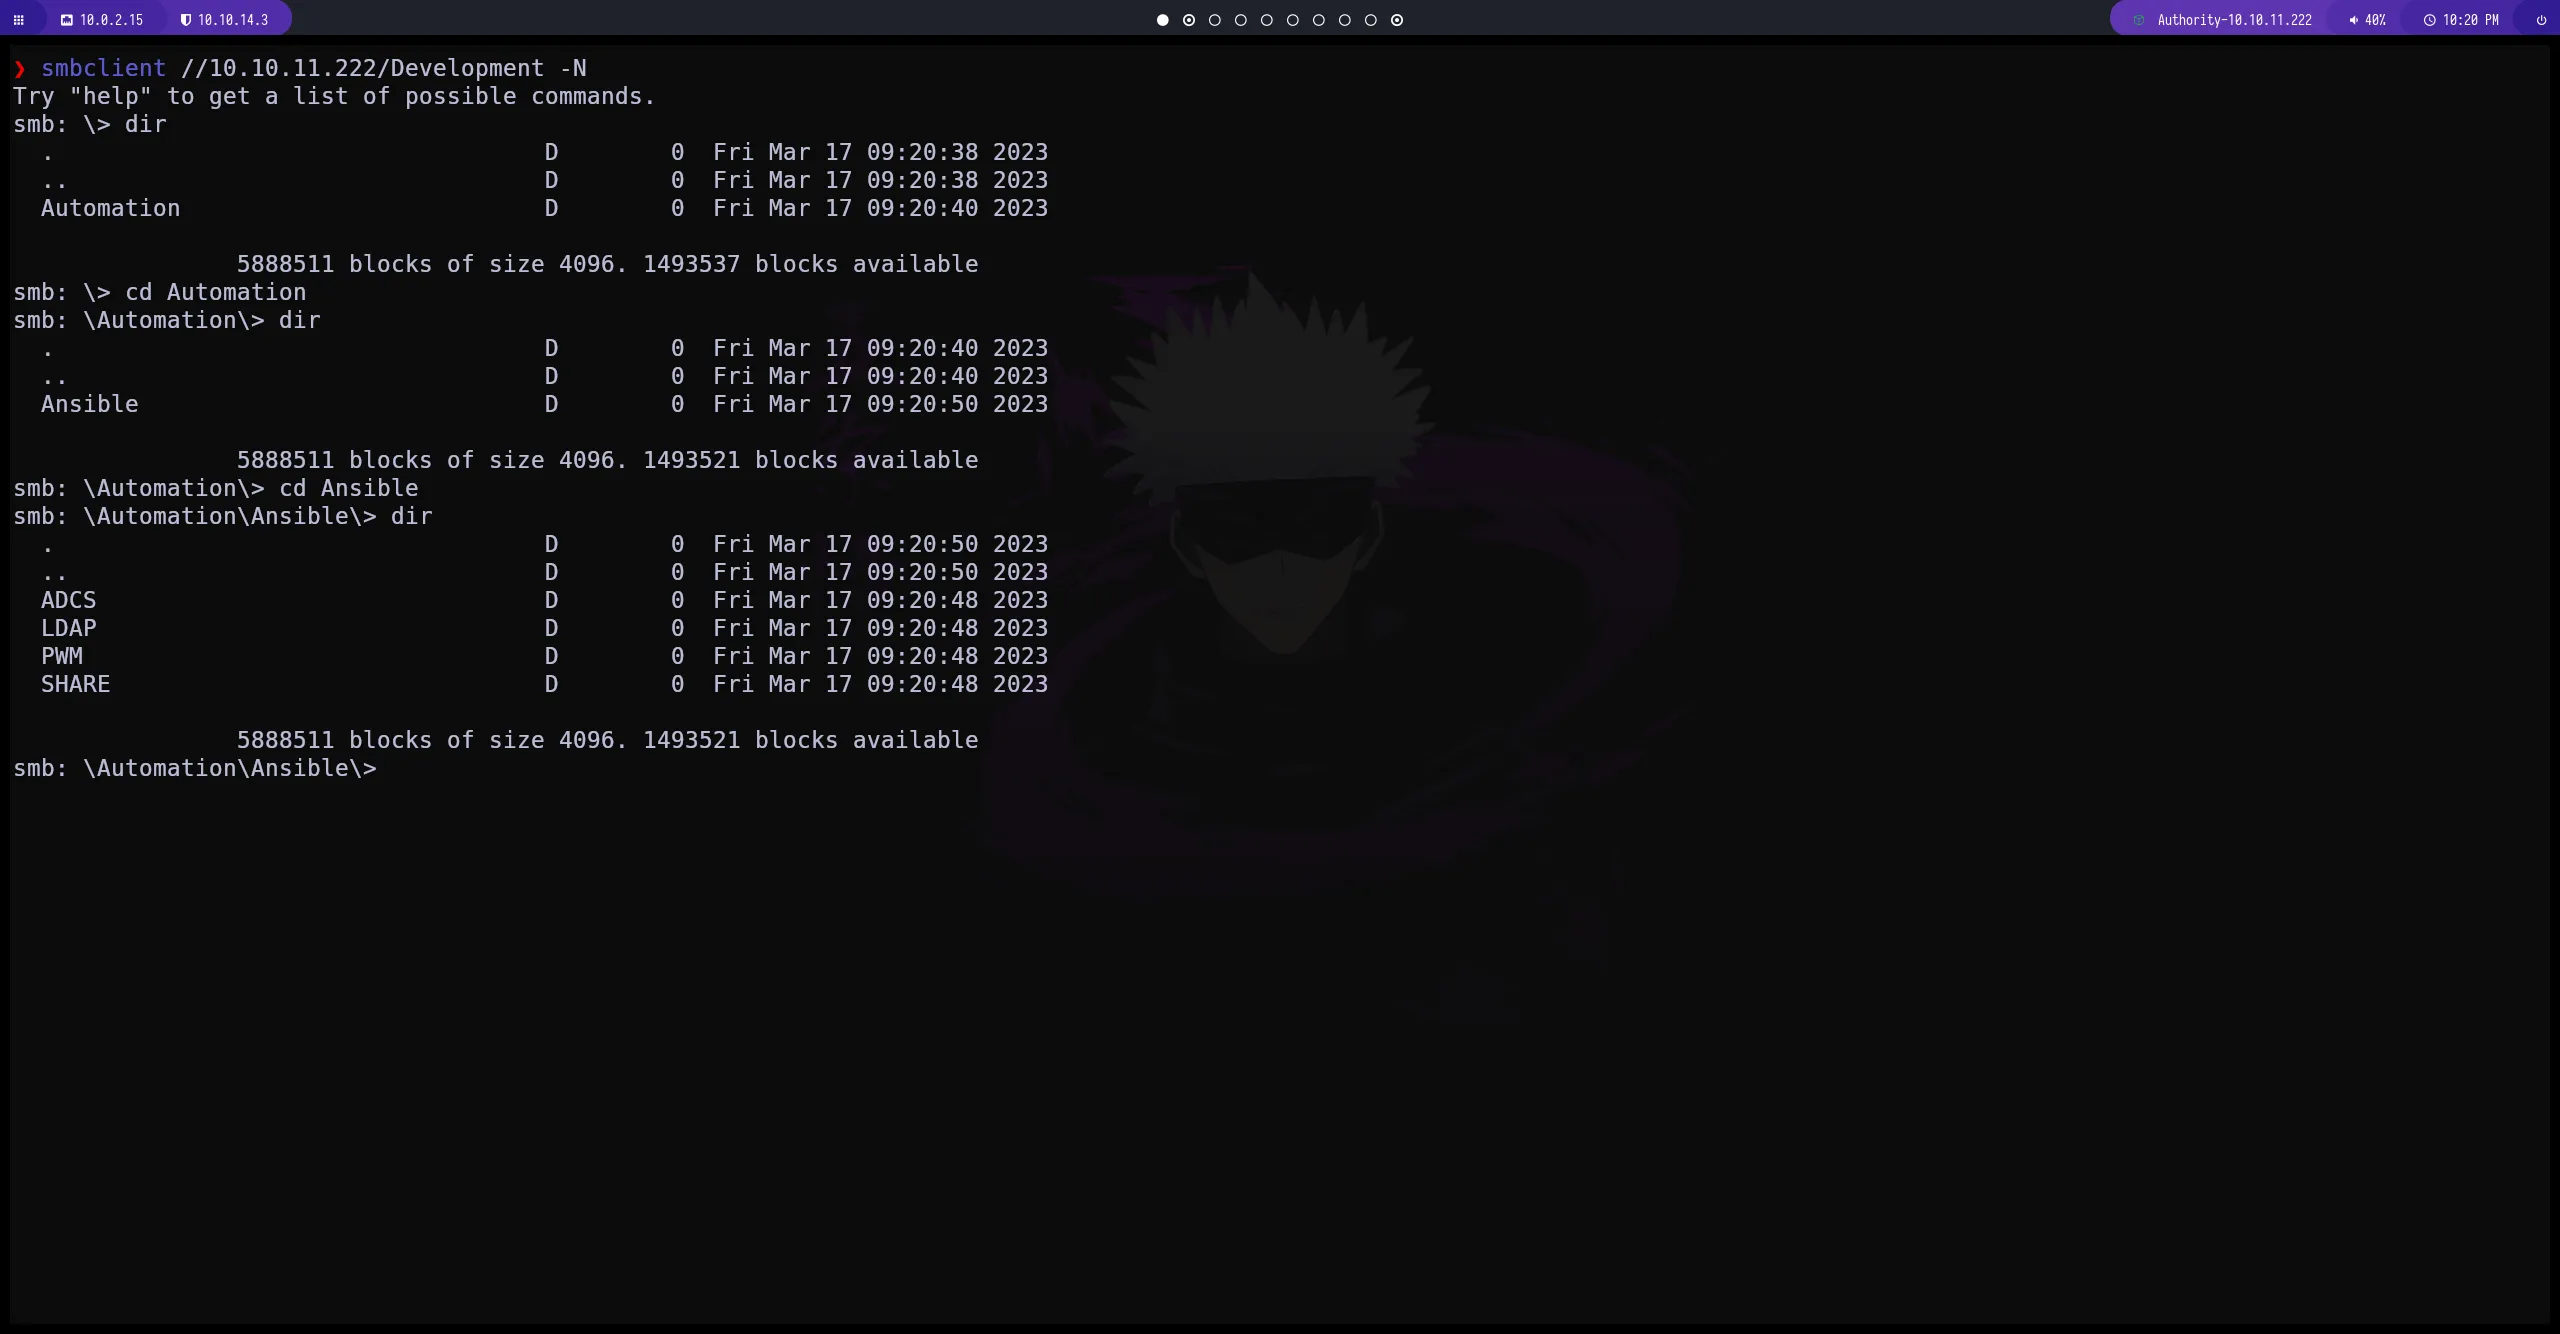 10.0.2.15 10.10.14.3 Authority-10.10.11.222 40% 10:20 PM
❯ smbclient //10.10.11.222/Development -N
Try "help" to get a list of possible commands.
smb: \> dir
  .                                   D        0  Fri Mar 17 09:20:38 2023
  ..                                  D        0  Fri Mar 17 09:20:38 2023
  Automation                          D        0  Fri Mar 17 09:20:40 2023
                5888511 blocks of size 4096. 1493537 blocks available
smb: \> cd Automation
smb: \Automation\> dir
  .                                   D        0  Fri Mar 17 09:20:40 2023
  ..                                  D        0  Fri Mar 17 09:20:40 2023
  Ansible                             D        0  Fri Mar 17 09:20:50 2023
                5888511 blocks of size 4096. 1493521 blocks available
smb: \Automation\> cd Ansible
smb: \Automation\Ansible\> dir
  .                                   D        0  Fri Mar 17 09:20:50 2023
  ..                                  D        0  Fri Mar 17 09:20:50 2023
  ADCS                                D        0  Fri Mar 17 09:20:48 2023
  LDAP                                D        0  Fri Mar 17 09:20:48 2023
  PWM                                 D        0  Fri Mar 17 09:20:48 2023
  SHARE                               D        0  Fri Mar 17 09:20:48 2023
                5888511 blocks of size 4096. 1493521 blocks available
smb: \Automation\Ansible\>